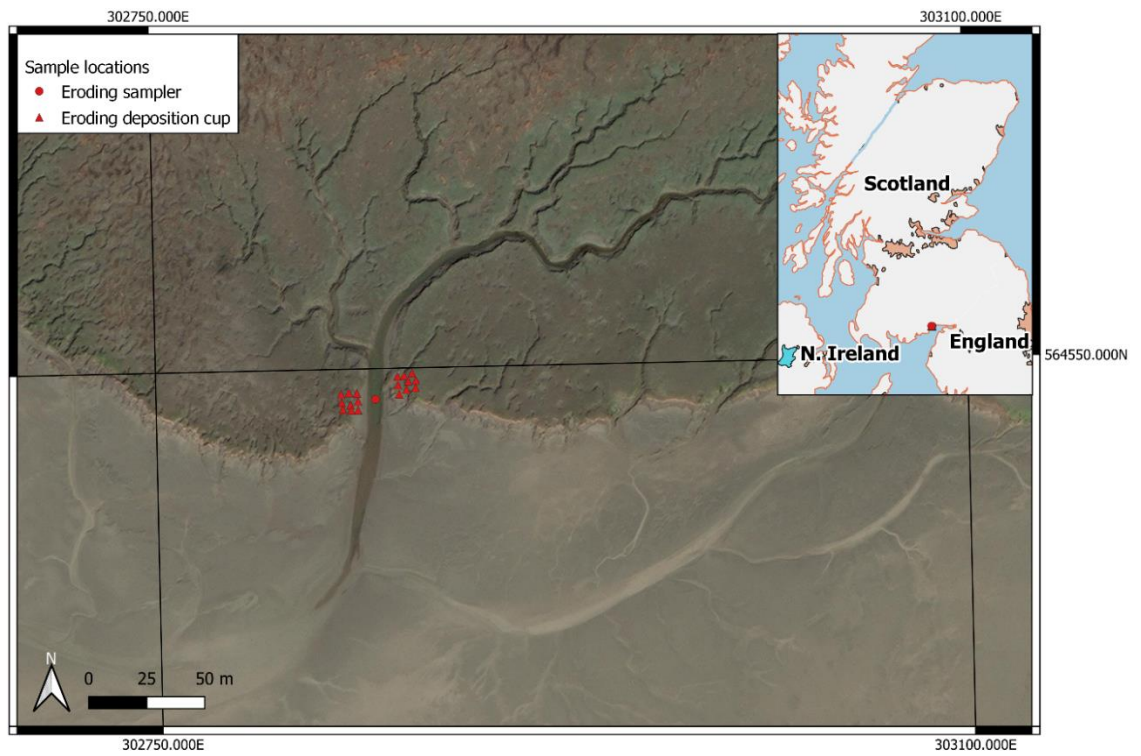 302750.000E
303100.000E
Sample locations
Eroding sampler
Eroding deposition cup
Scotland
England
N. Ireland
564550.000N
N
0 25 50 m
302750.000E
303100.000E